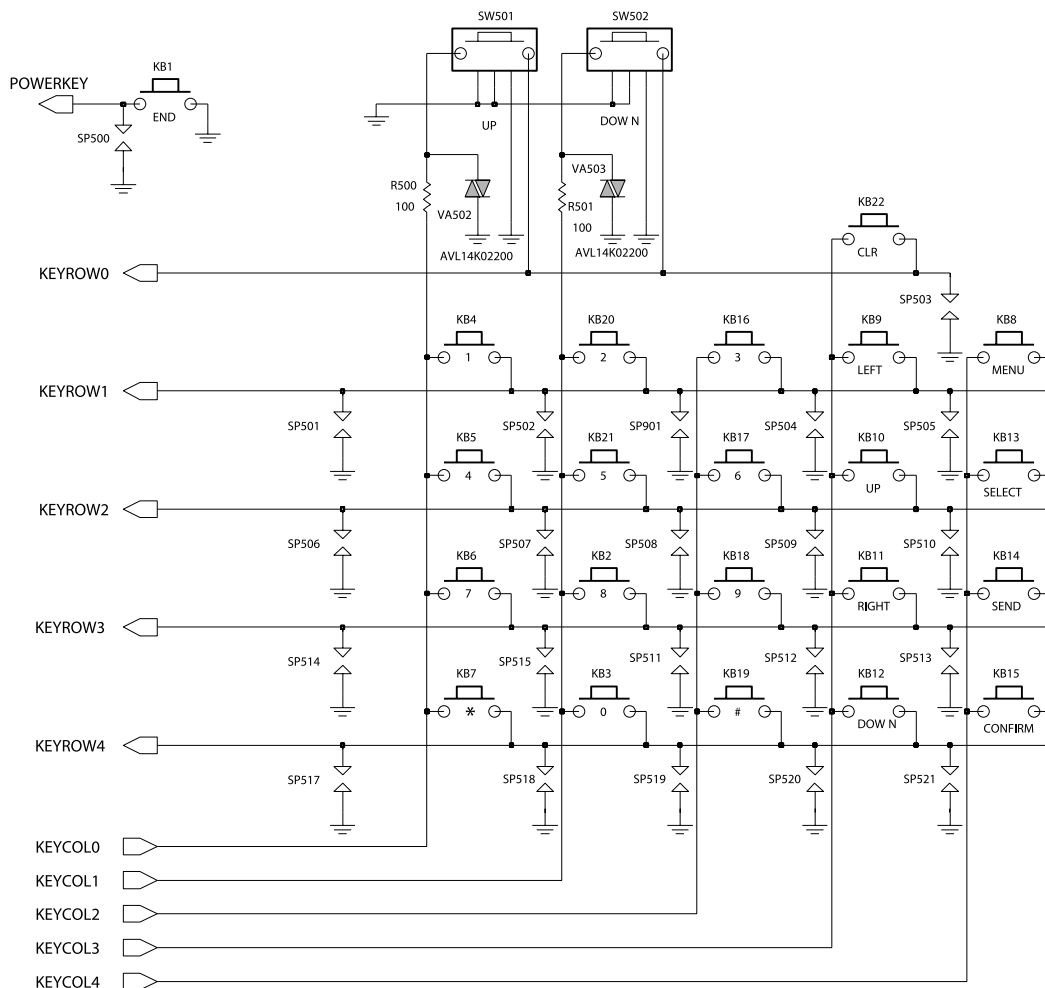 SW501 SW502
KB1
POWERKEY
END
SP500
UP DOW N
VA503
R500 R501
100 VA502 100
KB22
AVL14K02200 AVL14K02200
CLR
KEYROW0
SP503
KB4 KB20 KB16 KB9 KB8
1 2 3 LEFT MENU
KEYROW1
SP501 SP502 SP901 SP504 SP505
KB5 KB21 KB17 KB10 KB13
4 5 6 UP SELECT
KEYROW2
SP506 SP507 SP508 SP509 SP510
KB6 KB2 KB18 KB11 KB14
7 8 9 RIGHT SEND
KEYROW3
SP514 SP515 SP511 SP512 SP513
KB7 KB3 KB19 KB12 KB15
* 0 # DOW N CONFIRM
KEYROW4
SP517 SP518 SP519 SP520 SP521
KEYCOL0
KEYCOL1
KEYCOL2
KEYCOL3
KEYCOL4